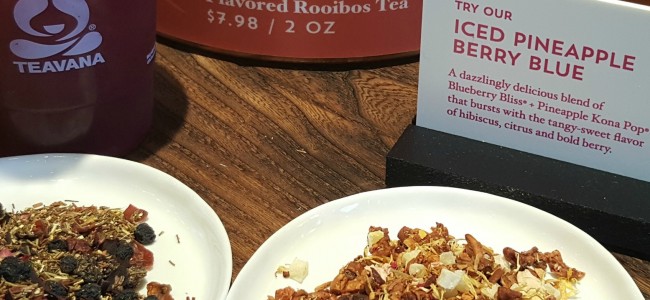 Flavored Rooibos Tea
$7.98 / 2 OZ
TEAVANA
TRY OUR
ICED PINEAPPLE
BERRY BLUE
A dazzlingly delicious blend of
Blueberry Bliss® + Pineapple Kona Pop®
that bursts with the tangy-sweet flavor
of hibiscus, citrus and bold berry.